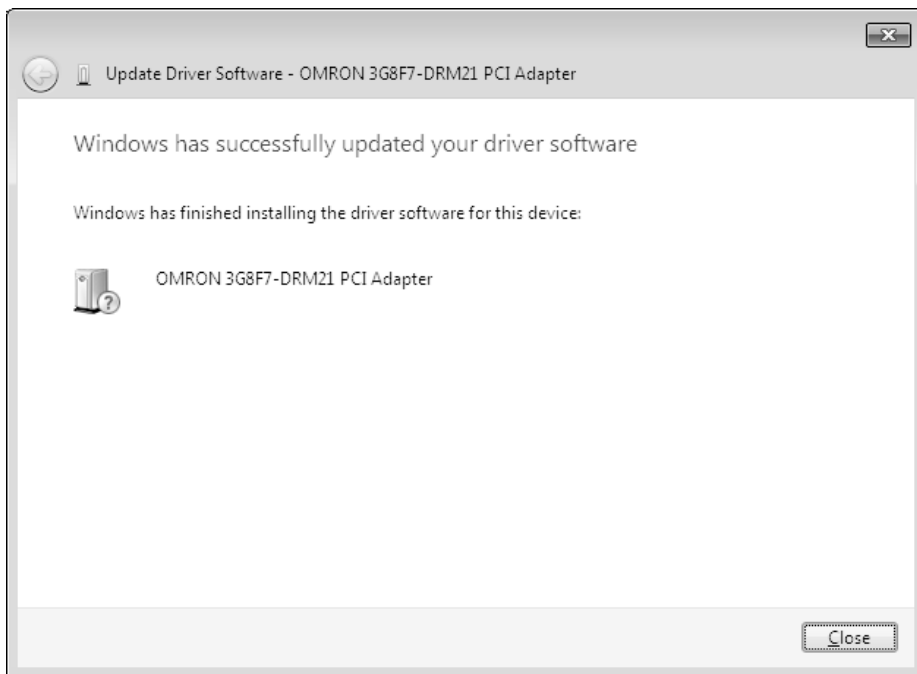 Update Driver Software - OMRON 3G8F7-DRM21 PCI Adapter
Windows has successfully updated your driver software
Windows has finished installing the driver software for this device:
OMRON 3G8F7-DRM21 PCI Adapter
Close